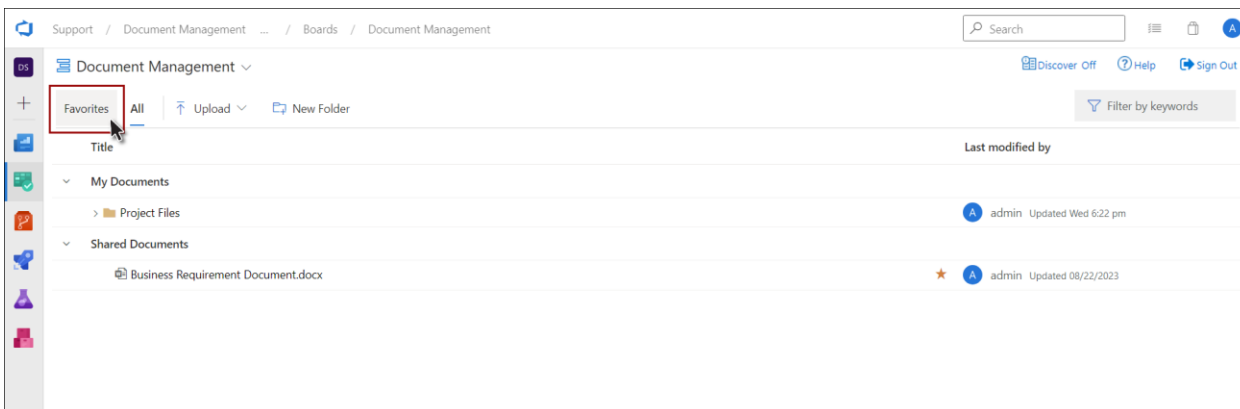 Support / Document Management ... / Boards / Document Management Search A
DS Document Management Discover Off Help Sign Out
Favorites All Upload New Folder Filter by keywords
Title Last modified by
My Documents
Project Files A admin Updated Wed 6:22 pm
Shared Documents
Business Requirement Document.docx A admin Updated 08/22/2023